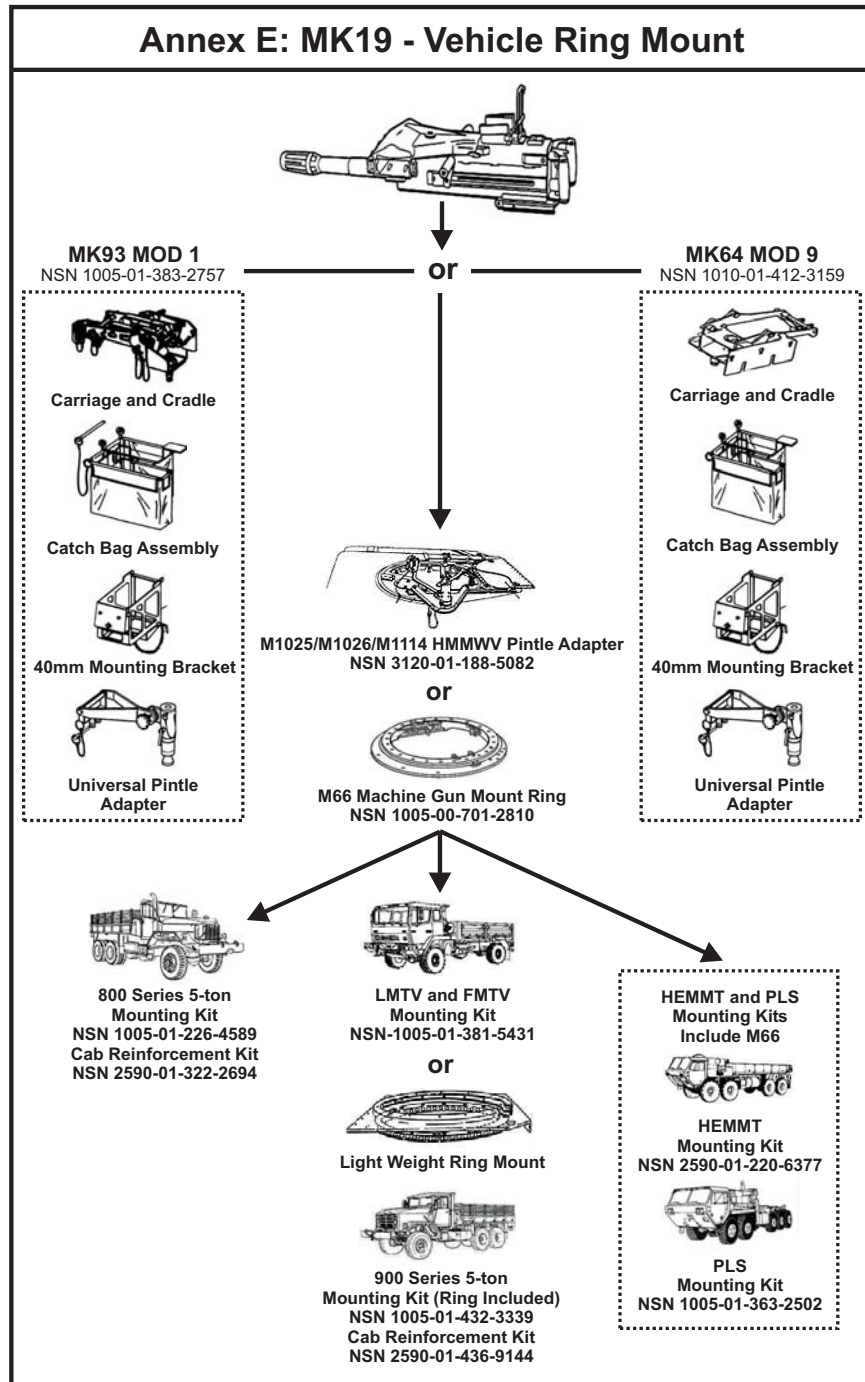 Annex E: MK19 - Vehicle Ring Mount
MK93 MOD 1
NSN 1005-01-383-2757
or
MK64 MOD 9
NSN 1010-01-412-3159
Carriage and Cradle
Catch Bag Assembly
40mm Mounting Bracket
Universal Pintle
Adapter
M1025/M1026/M1114 HMMWV Pintle Adapter
NSN 3120-01-188-5082
or
M66 Machine Gun Mount Ring
NSN 1005-00-701-2810
Carriage and Cradle
Catch Bag Assembly
40mm Mounting Bracket
Universal Pintle
Adapter
800 Series 5-ton
Mounting Kit
NSN 1005-01-226-4589
Cab Reinforcement Kit
NSN 2590-01-322-2694
LMTV and FMTV
Mounting Kit
NSN-1005-01-381-5431
or
Light Weight Ring Mount
900 Series 5-ton
Mounting Kit (Ring Included)
NSN 1005-01-432-3339
Cab Reinforcement Kit
NSN 2590-01-436-9144
HEMMT and PLS
Mounting Kits
Include M66
HEMMT
Mounting Kit
NSN 2590-01-220-6377
PLS
Mounting Kit
NSN 1005-01-363-2502